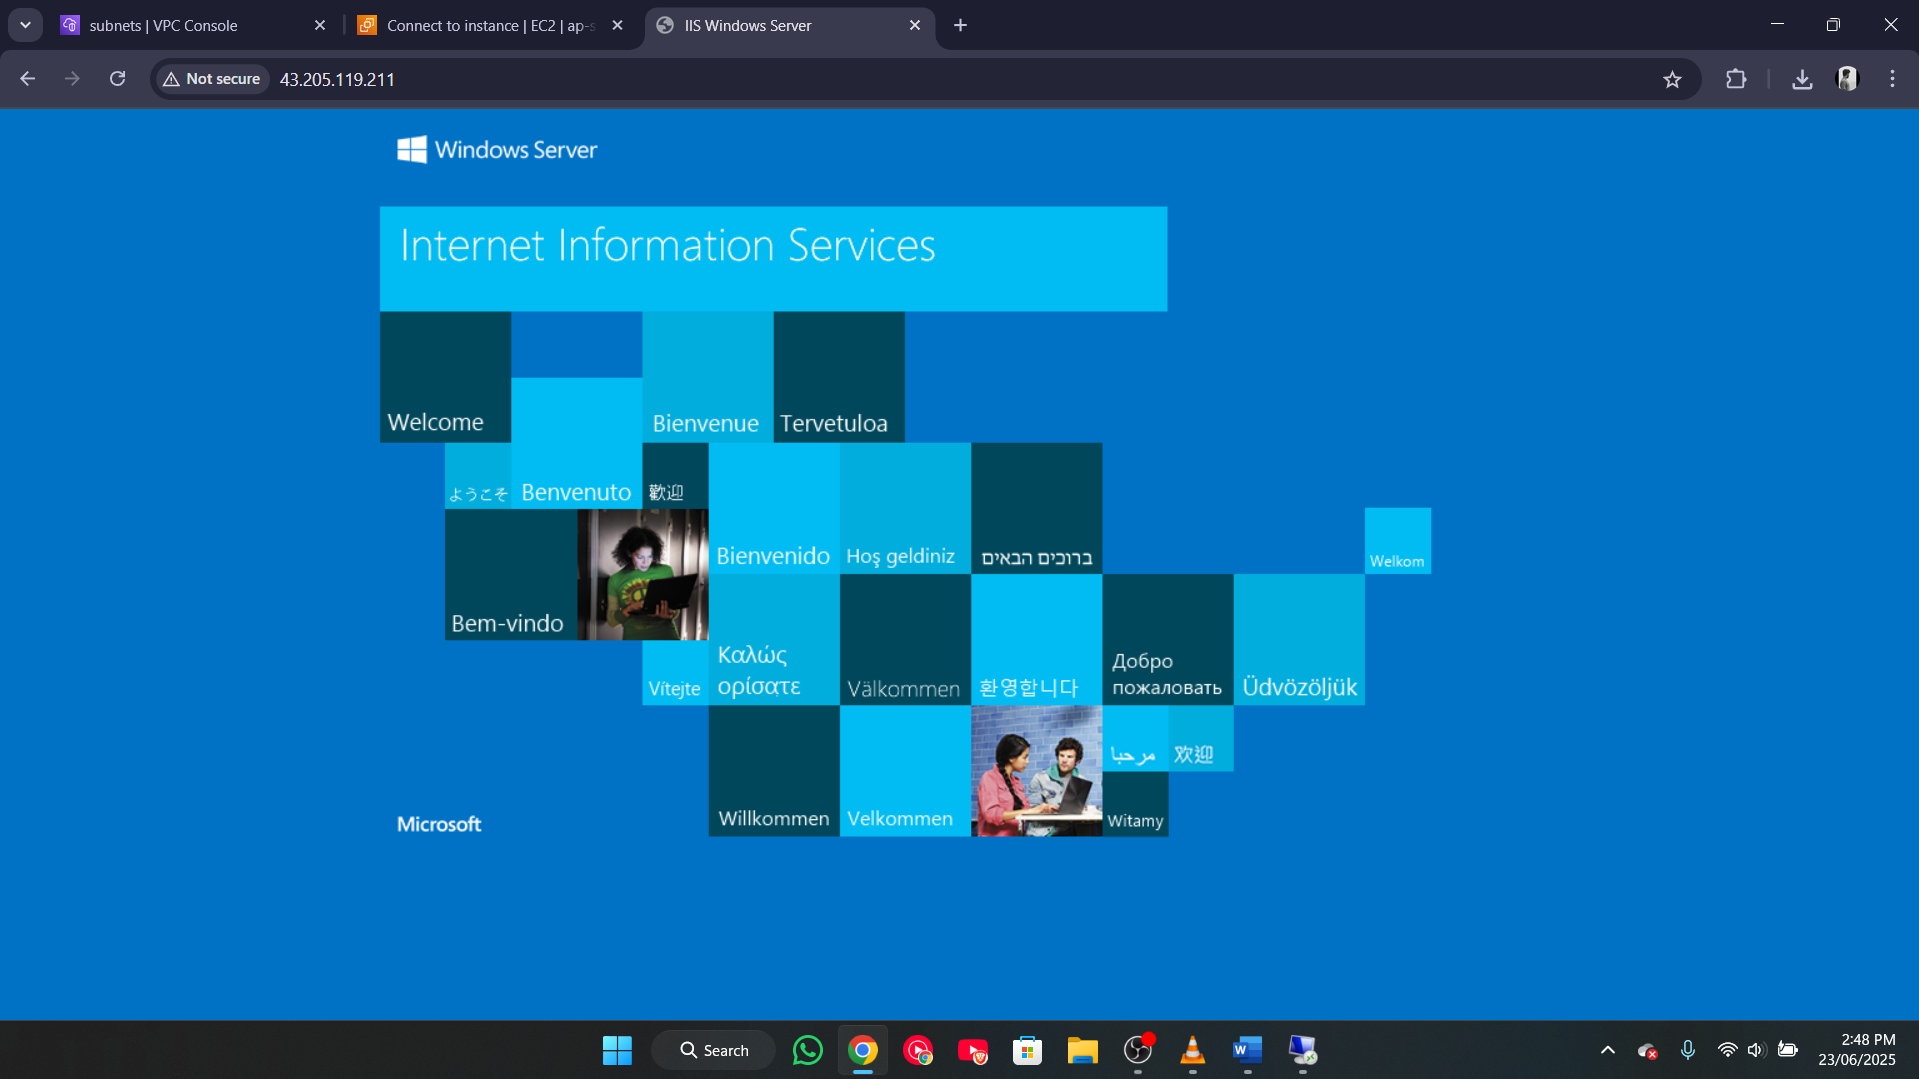 subnets | VPC Console
Connect to instance | EC2 | ap-s
IIS Windows Server
Not secure
43.205.119.211
Windows Server
Internet Information Services
Welcome
Bienvenue
Tervetuloa
ようこそ
Benvenuto
歡迎
Bienvenido
Hoş geldiniz
ברוכים הבאים
Welkom
Bem-vindo
Vítejte
Καλώς
ορίσατε
Välkommen
환영합니다
Добро
пожаловать
Üdvözöljük
مرحبا
欢迎
Willkommen
Velkommen
Witamy
Microsoft
Search
2:48 PM
23/06/2025